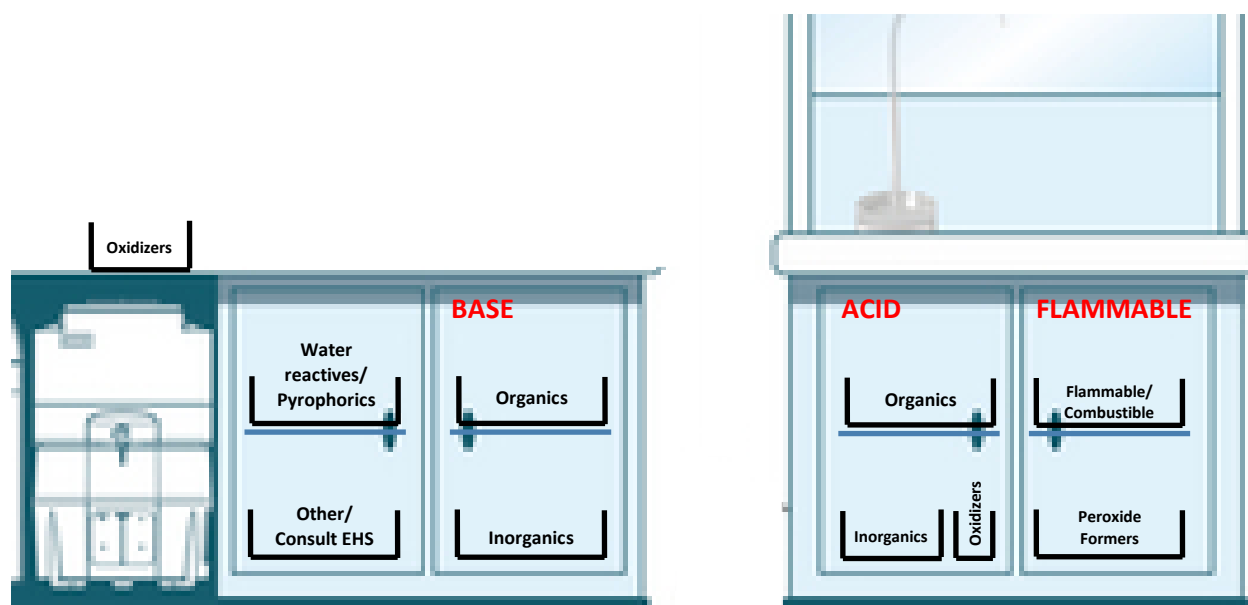 Oxidizers
BASE
Water
reactives/
Pyrophorics
Organics
Other/
Consult EHS
Inorganics
ACID
FLAMMABLE
Organics
Flammable/
Combustible
Inorganics
Oxidizers
Peroxide
Formers